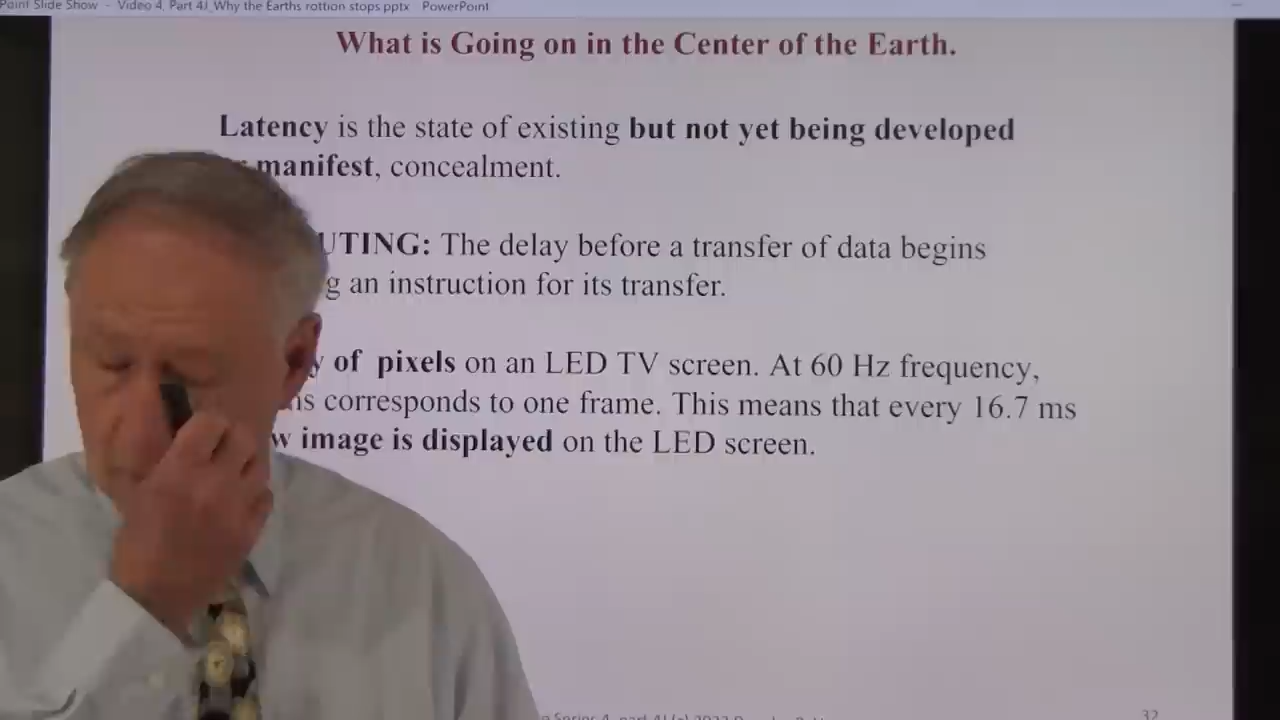 Point Slide Show - Video 4, Part 4J_Why the Earths rottion stops pptx PowerPoint
What is Going on in the Center of the Earth.
Latency is the state of existing but not yet being developed
manifest, concealment.
UTING: The delay before a transfer of data begins
g an instruction for its transfer.
y of pixels on an LED TV screen. At 60 Hz frequency,
ms corresponds to one frame. This means that every 16.7 ms
w image is displayed on the LED screen.
32